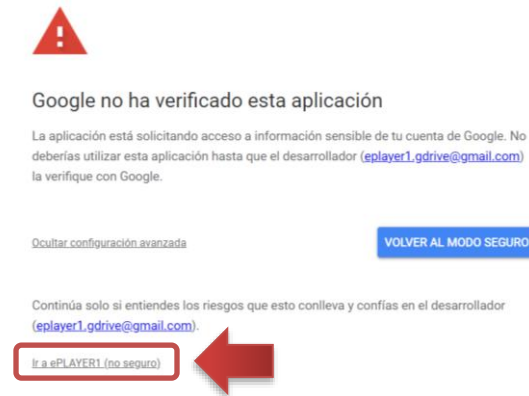 Google no ha verificado esta aplicación
La aplicación está solicitando acceso a información sensible de tu cuenta de Google. No
deberías utilizar esta aplicación hasta que el desarrollador (eplayer1.gdrive@gmail.com)
la verifique con Google.
Ocultar configuración avanzada
VOLVER AL MODO SEGURO
Continúa solo si entiendes los riesgos que esto conlleva y confías en el desarrollador
(eplayer1.gdrive@gmail.com).
Ir a ePLAYER1 (no seguro)